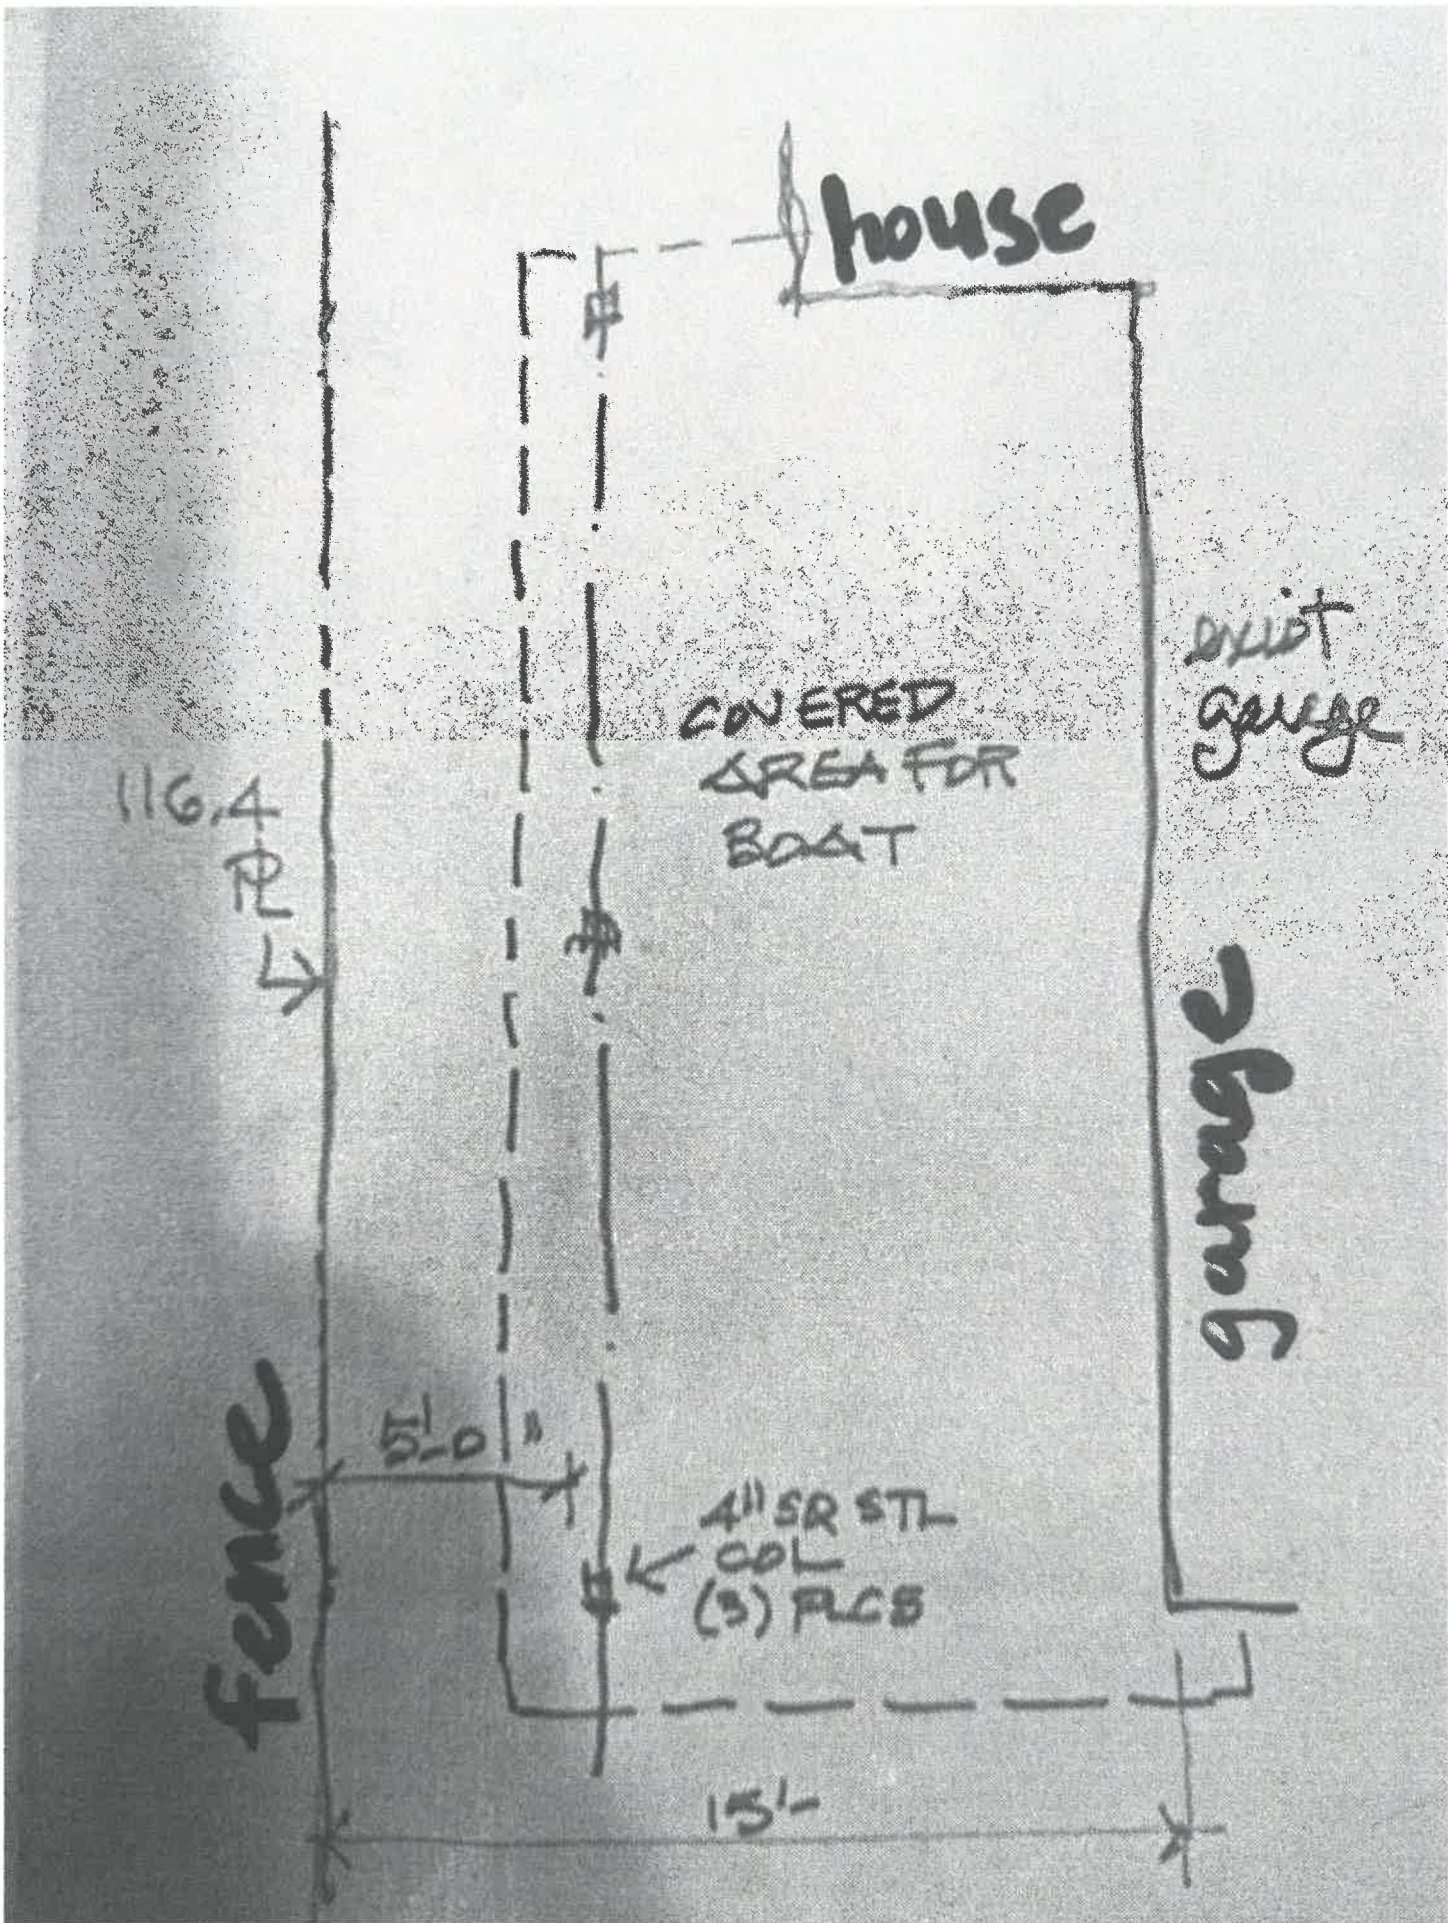 house
COVERED
AREA FOR
BOAT
exist
garage
116.4
PL
garage
fence
5'-0"
4" SQ STL
COL
(3) PLCS
15'-